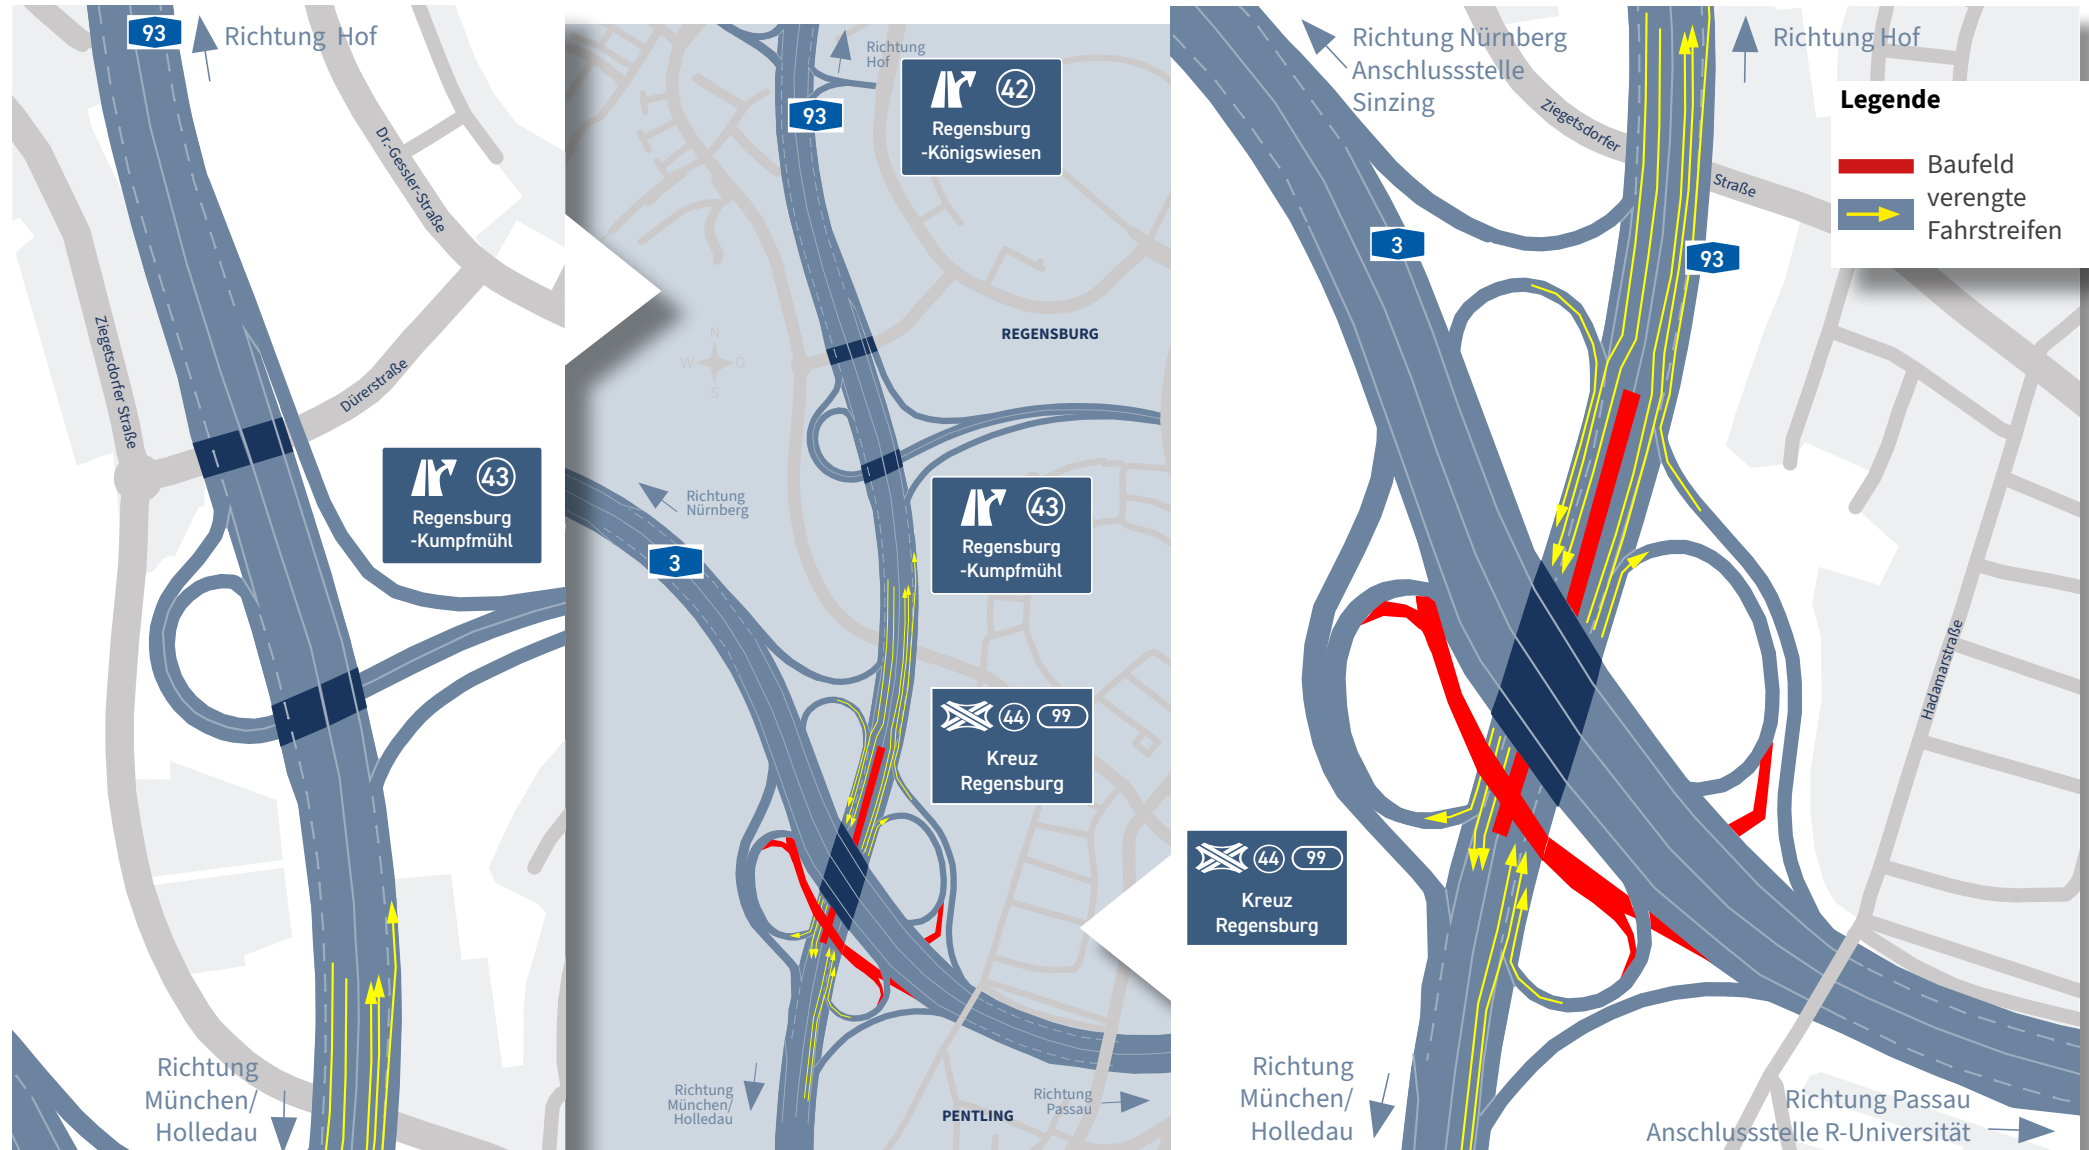 93
Richtung Hof
Dr.-Gessler-Straße
Ziegetsdorfer Straße
Dürerstraße
43
Regensburg
-Kumpfmühl
Richtung
München/
Holledau
Richtung
Hof
93
42
Regensburg
-Königswiesen
REGENSBURG
N
W
O
S
Richtung
Nürnberg
3
43
Regensburg
-Kumpfmühl
44
99
Kreuz
Regensburg
Richtung
München/
Holledau
PENTLING
Richtung
Passau
Richtung Nürnberg
Anschlussstelle
Sinzing
Richtung Hof
Ziegetsdorfer
Straße
Legende
Baufeld
verengte
Fahrstreifen
3
93
Hadamarstraße
44
99
Kreuz
Regensburg
Richtung
München/
Holledau
Richtung Passau
Anschlussstelle R-Universität